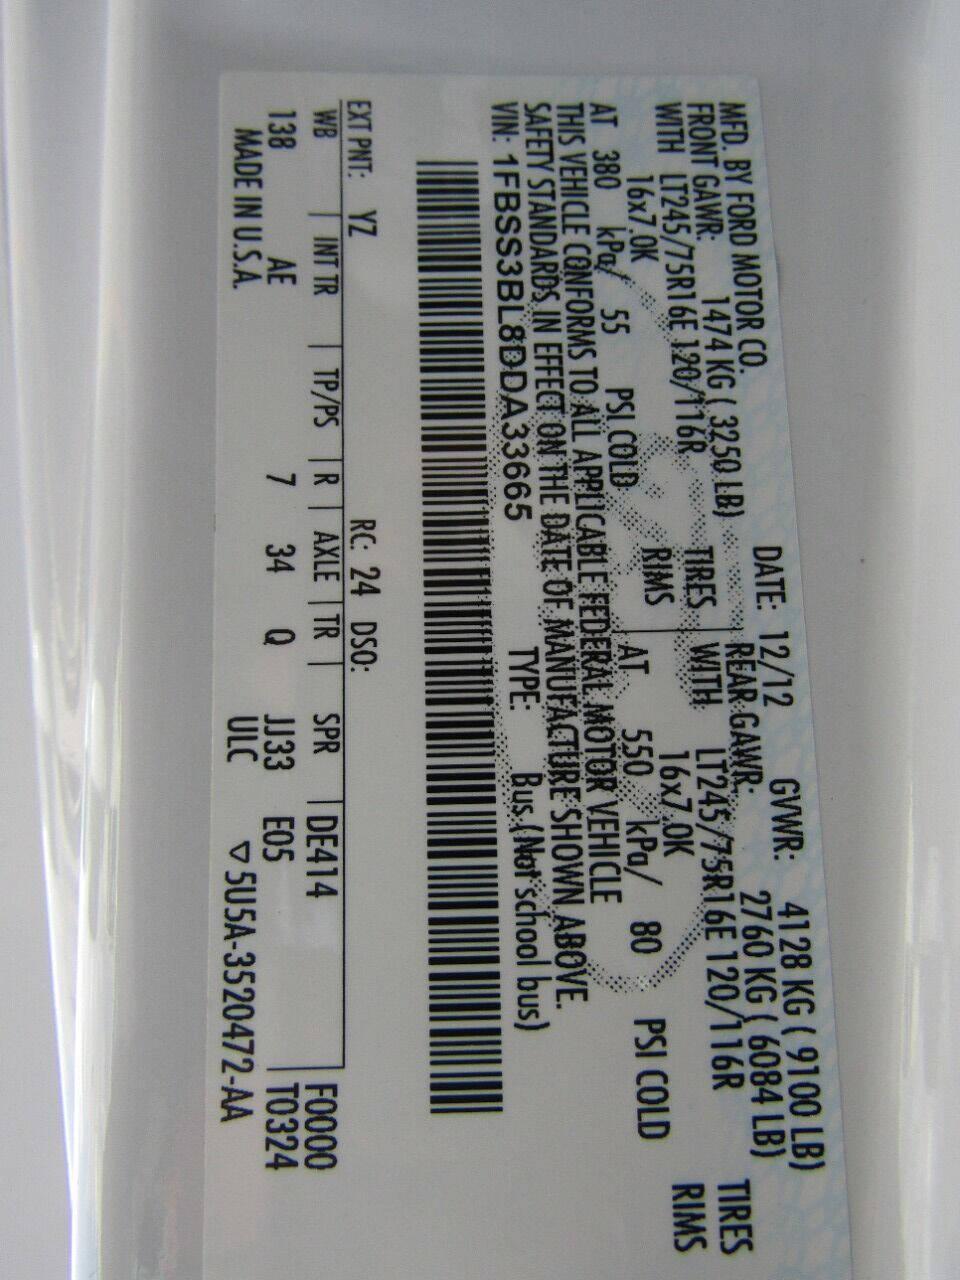 MFD. BY FORD MOTOR CO. DATE: 12/12 GVWR: 4128 KG ( 9100 LB)
FRONT GAWR: 1474 KG ( 3250 LB) REAR GAWR: 2760 KG ( 6084 LB)
WITH LT245/75R16E 120/116R TIRES WITH LT245/75R16E 120/116R TIRES
16x7.0K RIMS 16x7.0K RIMS
AT 380 kPa/ 55 PSI COLD AT 550 kPa/ 80 PSI COLD
THIS VEHICLE CONFORMS TO ALL APPLICABLE FEDERAL MOTOR VEHICLE
SAFETY STANDARDS IN EFFECT ON THE DATE OF MANUFACTURE SHOWN ABOVE.
VIN: 1FBSS3BL8DDA33665 TYPE: Bus (Not school bus)
EXT PNT: YZ RC: 24 DSO:
WB | INT TR | TP/PS | R | AXLE | TR | SPR | DE414 F0000
138 AE 7 34 Q JJ33 E05 T0324
MADE IN U.S.A. ULC ▽ 5U5A-3520472-AA